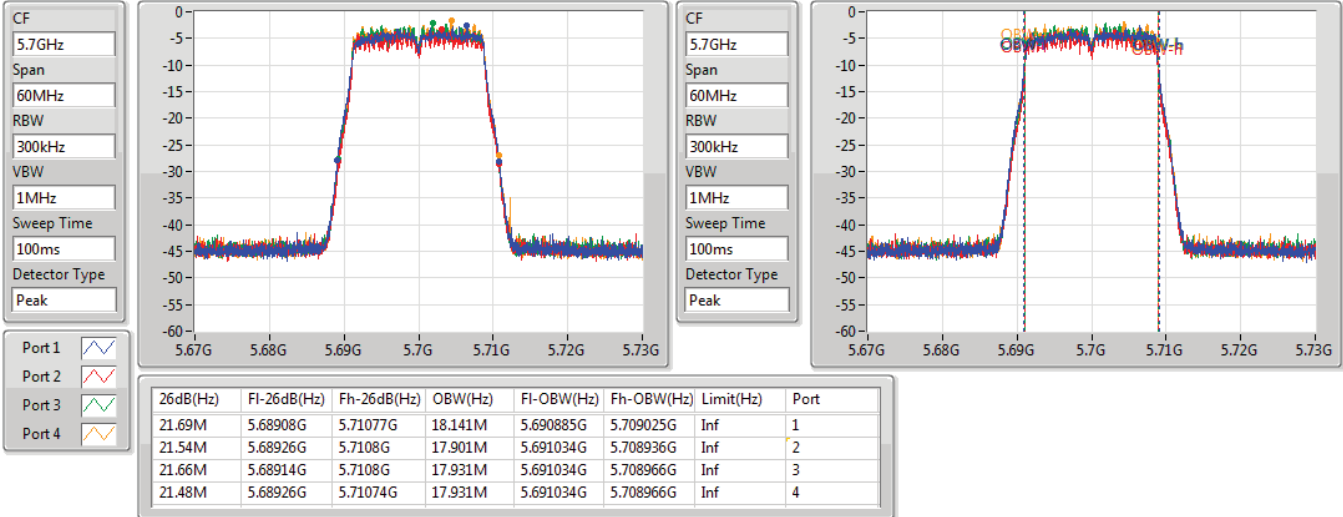 CF
5.7GHz
Span
60MHz
RBW
300kHz
VBW
1MHz
Sweep Time
100ms
Detector Type
Peak
0
-5
-10
-15
-20
-25
-30
-35
-40
-45
-50
-55
-60
5.67G 5.68G 5.69G 5.7G 5.71G 5.72G 5.73G
CF
5.7GHz
Span
60MHz
RBW
300kHz
VBW
1MHz
Sweep Time
100ms
Detector Type
Peak
0
-5
-10
-15
-20
-25
-30
-35
-40
-45
-50
-55
-60
OBW-h
5.67G 5.68G 5.69G 5.7G 5.71G 5.72G 5.73G
Port 1
Port 2
Port 3
Port 4
26dB(Hz) Fl-26dB(Hz) Fh-26dB(Hz) OBW(Hz) Fl-OBW(Hz) Fh-OBW(Hz) Limit(Hz) Port
21.69M 5.68908G 5.71077G 18.141M 5.690885G 5.709025G Inf 1
21.54M 5.68926G 5.7108G 17.901M 5.691034G 5.708936G Inf 2
21.66M 5.68914G 5.7108G 17.931M 5.691034G 5.708966G Inf 3
21.48M 5.68926G 5.71074G 17.931M 5.691034G 5.708966G Inf 4